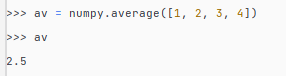 >>> av = numpy.average([1, 2, 3, 4])
>>> av
2.5